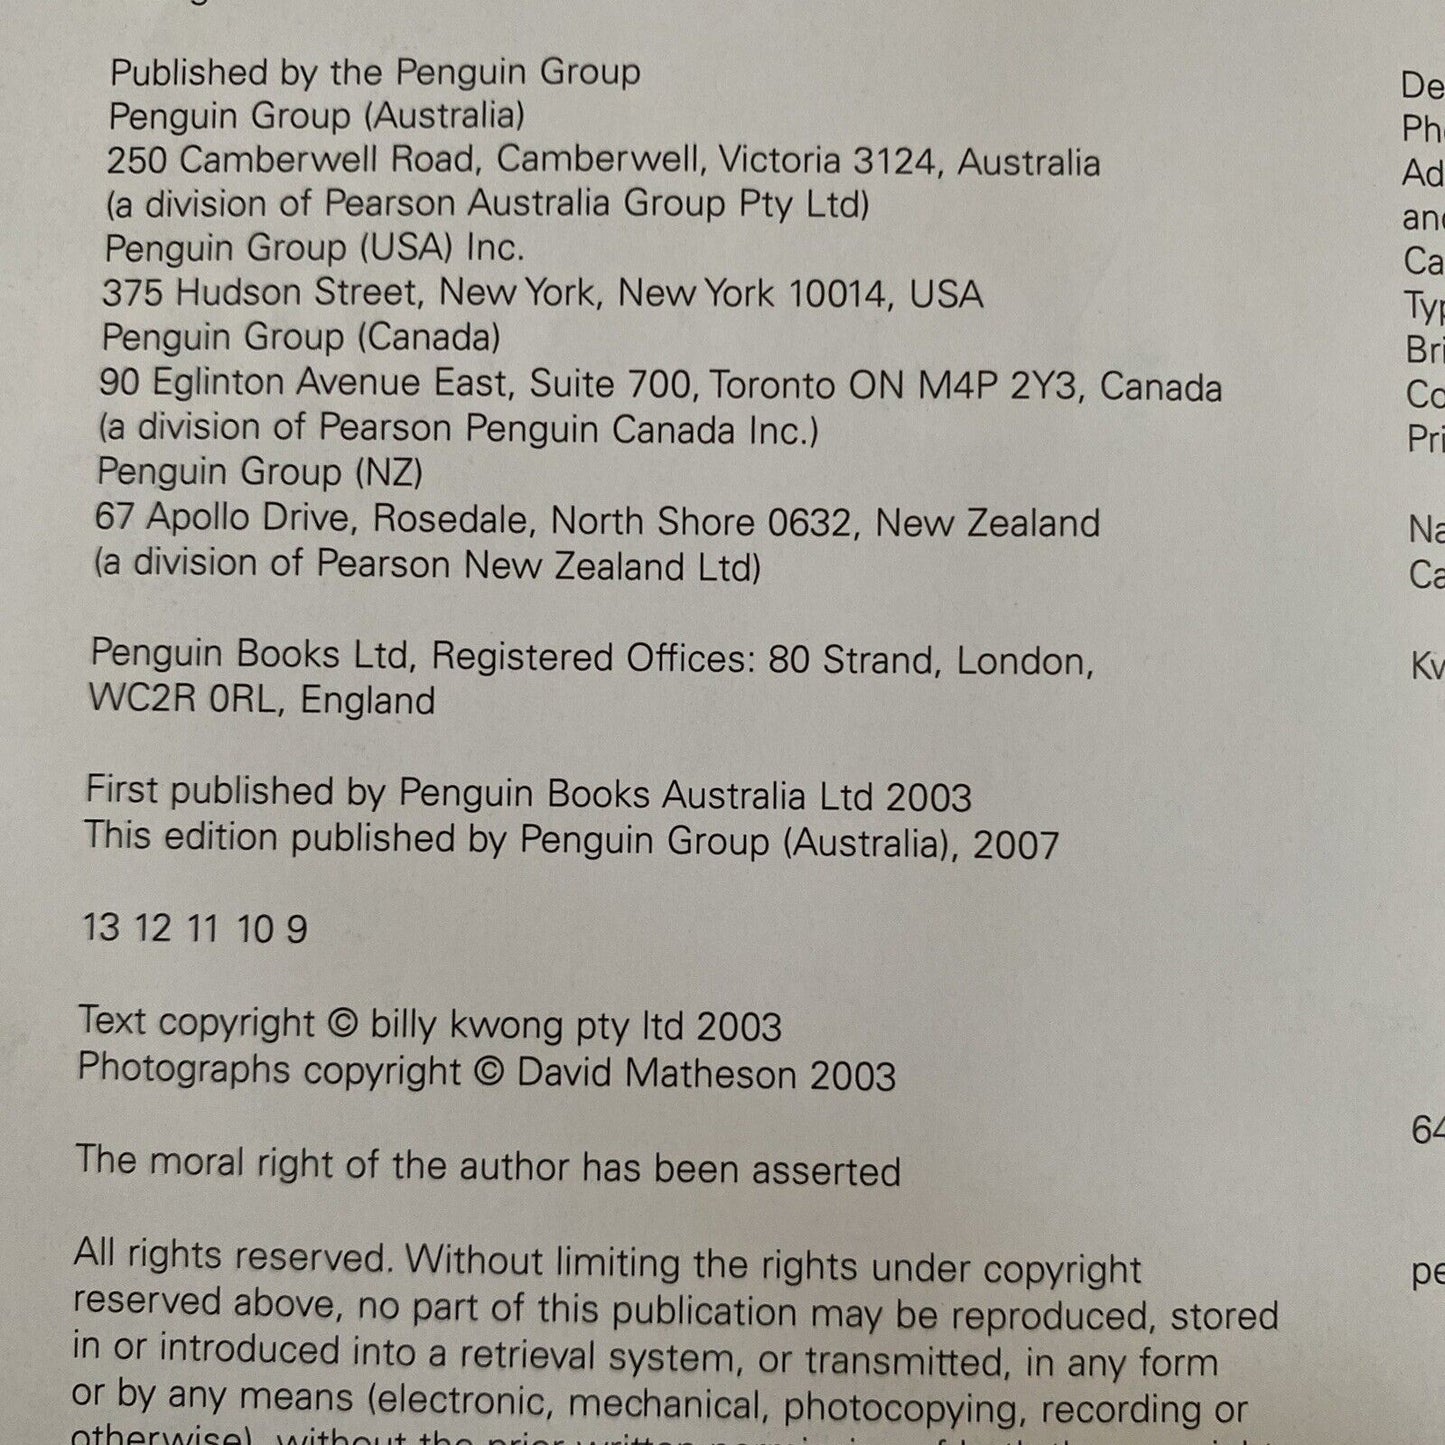 Published by the Penguin Group
Penguin Group (Australia)
250 Camberwell Road, Camberwell, Victoria 3124, Australia
(a division of Pearson Australia Group Pty Ltd)
Penguin Group (USA) Inc.
375 Hudson Street, New York, New York 10014, USA
Penguin Group (Canada)
90 Eglinton Avenue East, Suite 700, Toronto ON M4P 2Y3, Canada
(a division of Pearson Penguin Canada Inc.)
Penguin Group (NZ)
67 Apollo Drive, Rosedale, North Shore 0632, New Zealand
(a division of Pearson New Zealand Ltd)
Penguin Books Ltd, Registered Offices: 80 Strand, London,
WC2R 0RL, England
First published by Penguin Books Australia Ltd 2003
This edition published by Penguin Group (Australia), 2007
13 12 11 10 9
Text copyright © billy kwong pty ltd 2003
Photographs copyright © David Matheson 2003
The moral right of the author has been asserted
All rights reserved. Without limiting the rights under copyright
reserved above, no part of this publication may be reproduced, stored
in or introduced into a retrieval system, or transmitted, in any form
or by any means (electronic, mechanical, photocopying, recording or
otherwise), without the prior written